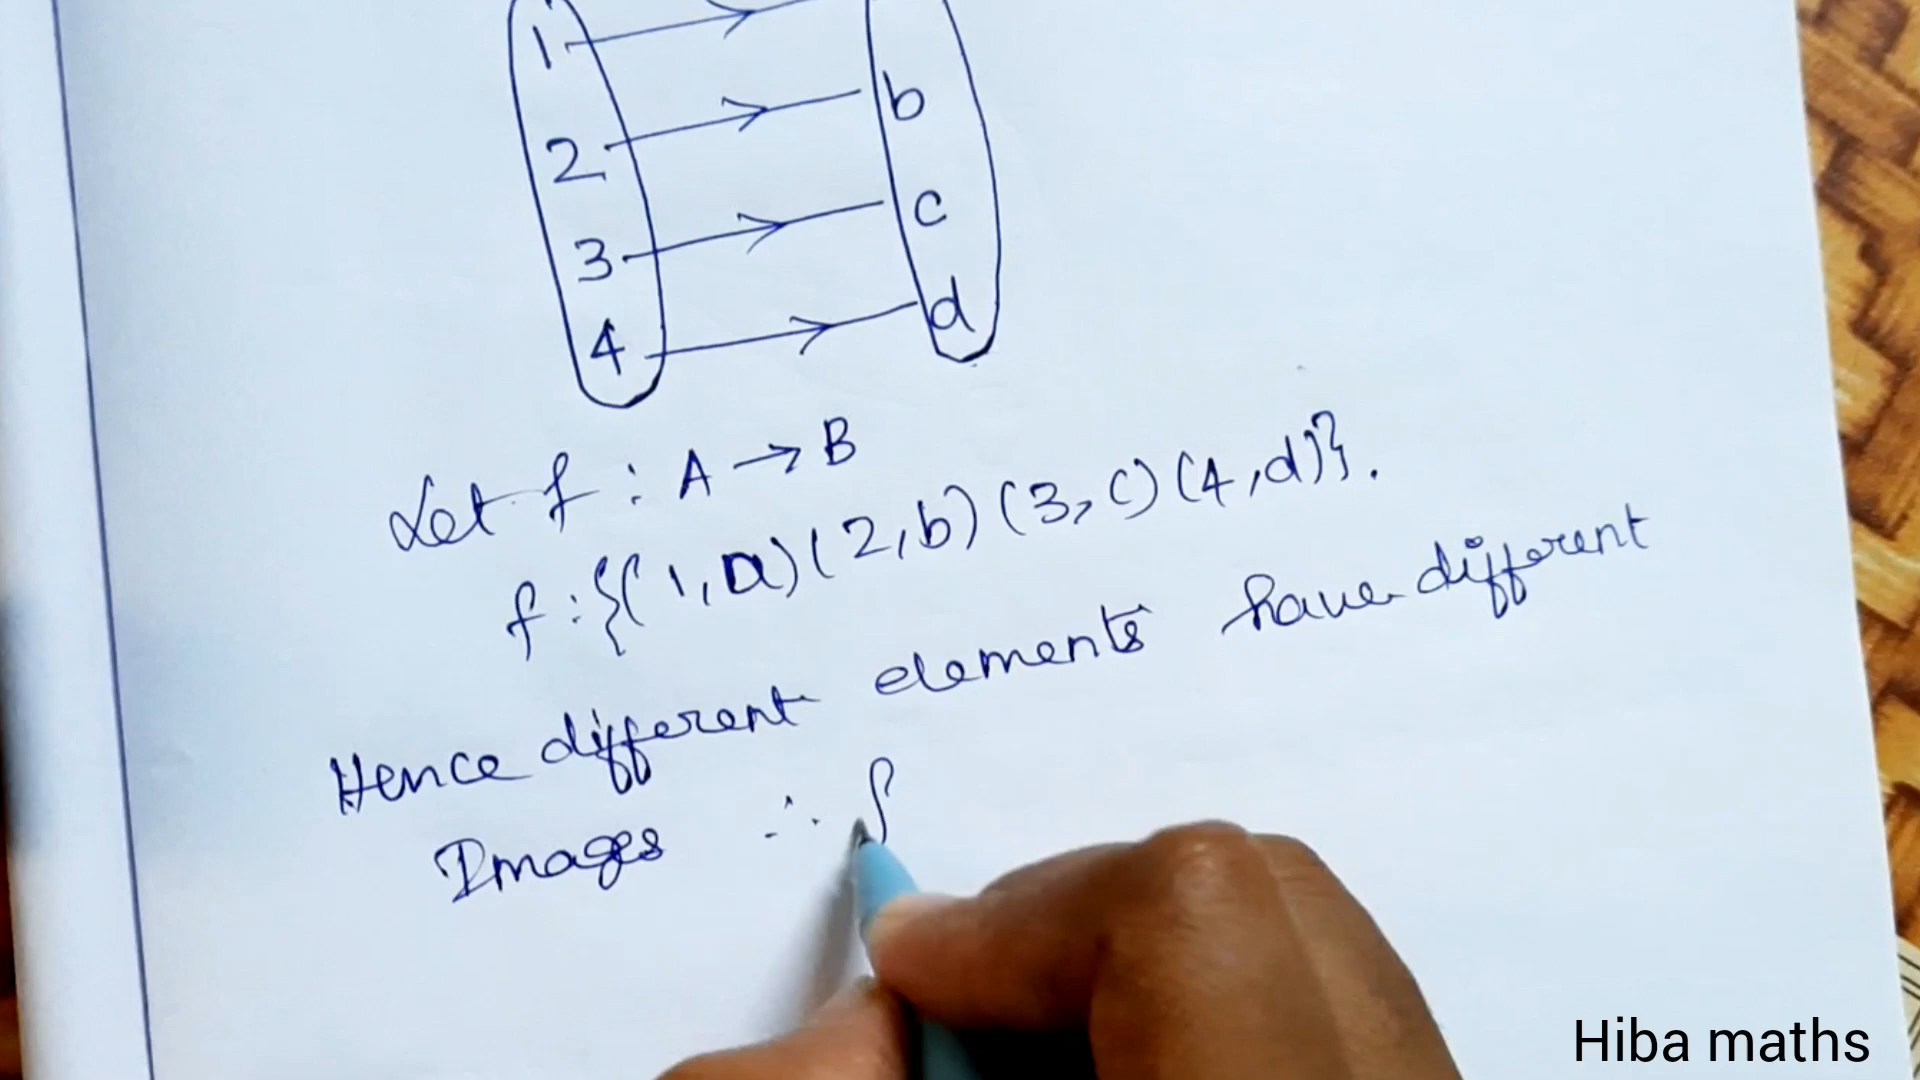 1
2 b
3 c
4 d
Let f : A → B
f : {(1, a) (2, b) (3, c) (4, d)}.
Hence different elements have different
Images ∴ f
Hiba maths